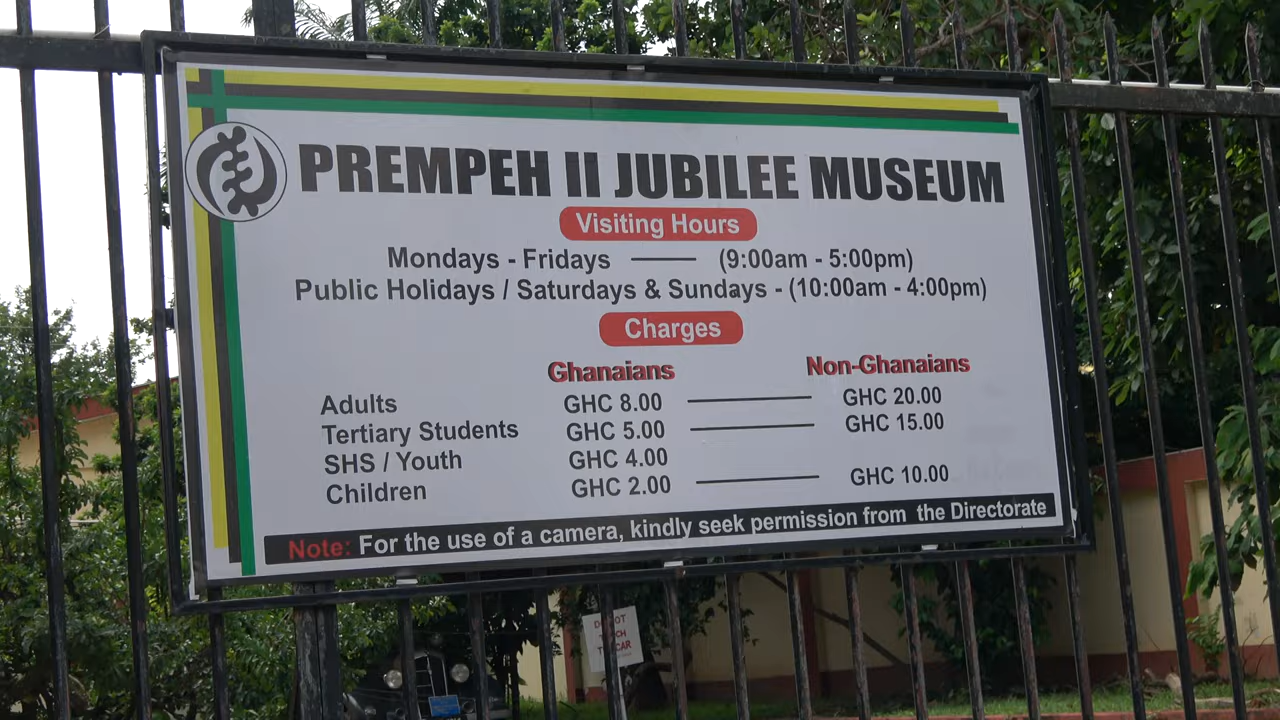 PREMPEH II JUBILEE MUSEUM
Visiting Hours
Mondays - Fridays —— (9:00am - 5:00pm)
Public Holidays / Saturdays & Sundays - (10:00am - 4:00pm)
Charges
Ghanaians Non-Ghanaians
Adults GHC 8.00 —— GHC 20.00
Tertiary Students GHC 5.00 —— GHC 15.00
SHS / Youth GHC 4.00
Children GHC 2.00 —— GHC 10.00
Note: For the use of a camera, kindly seek permission from the Directorate